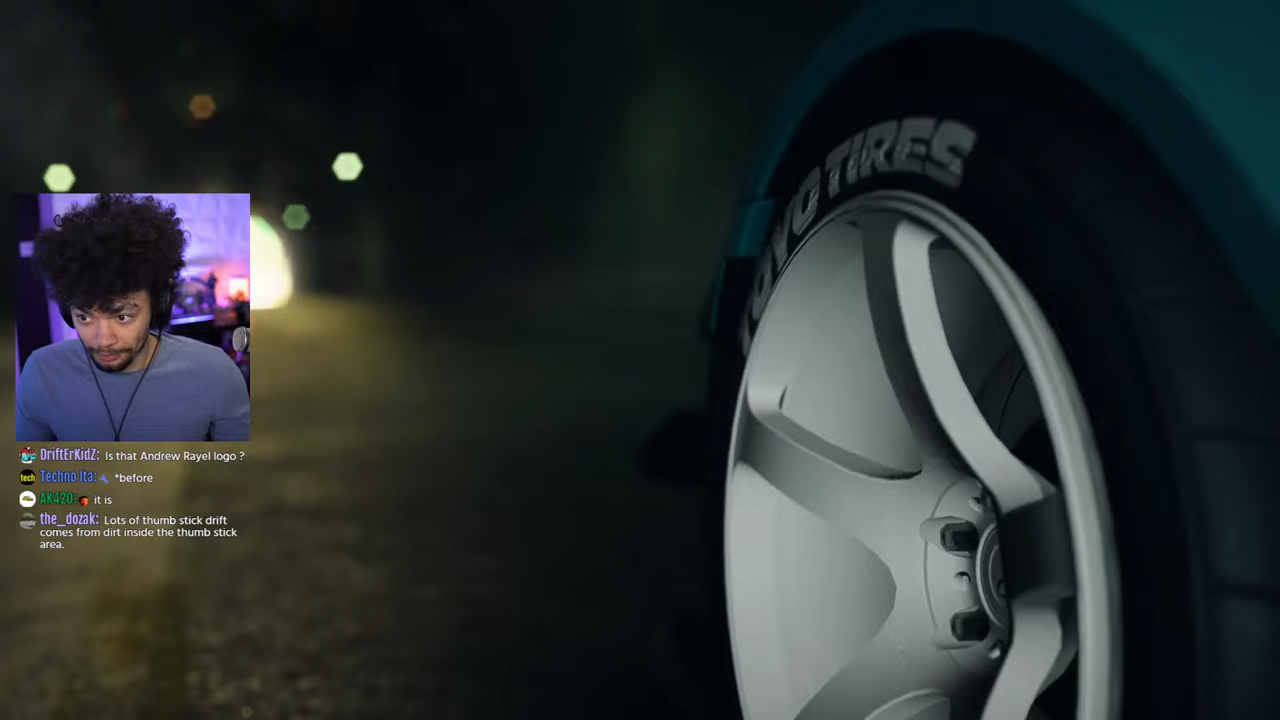 TOYO TIRES
DriftErKidZ: Is that Andrew Rayel logo ?
tech
Techno Ita: *before
AK420: it is
the_dozak: Lots of thumb stick drift
comes from dirt inside the thumb stick
area.